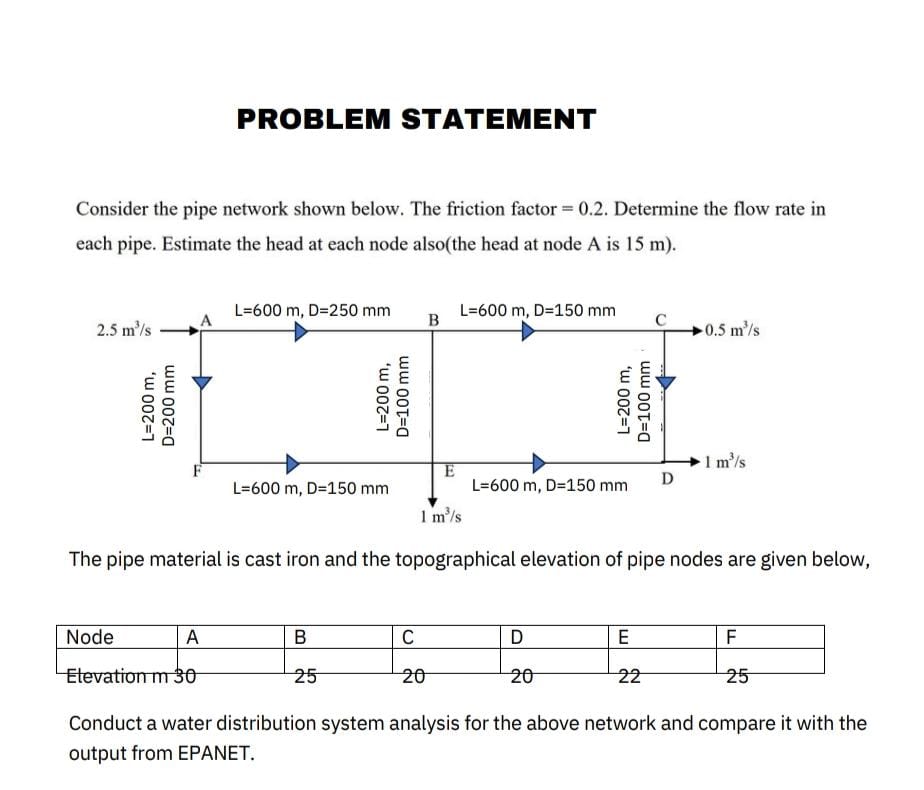 PROBLEM STATEMENT
Consider the pipe network shown below. The friction factor = 0.2. Determine the flow rate in
each pipe. Estimate the head at each node also(the head at node A is 15 m).
L=600 m, D=250 mm
L=600 m, D=150 mm
2.5 m³/s
A
B
C
0.5 m³/s
L=200 m,
D=200 mm
L=200 m,
D=100 mm
L=200 m,
D=100 mm
F
E
D
1 m³/s
L=600 m, D=150 mm
L=600 m, D=150 mm
1 m³/s
The pipe material is cast iron and the topographical elevation of pipe nodes are given below,
Node A B C D E F
Elevation m 30 25 20 20 22 25
Conduct a water distribution system analysis for the above network and compare it with the
output from EPANET.